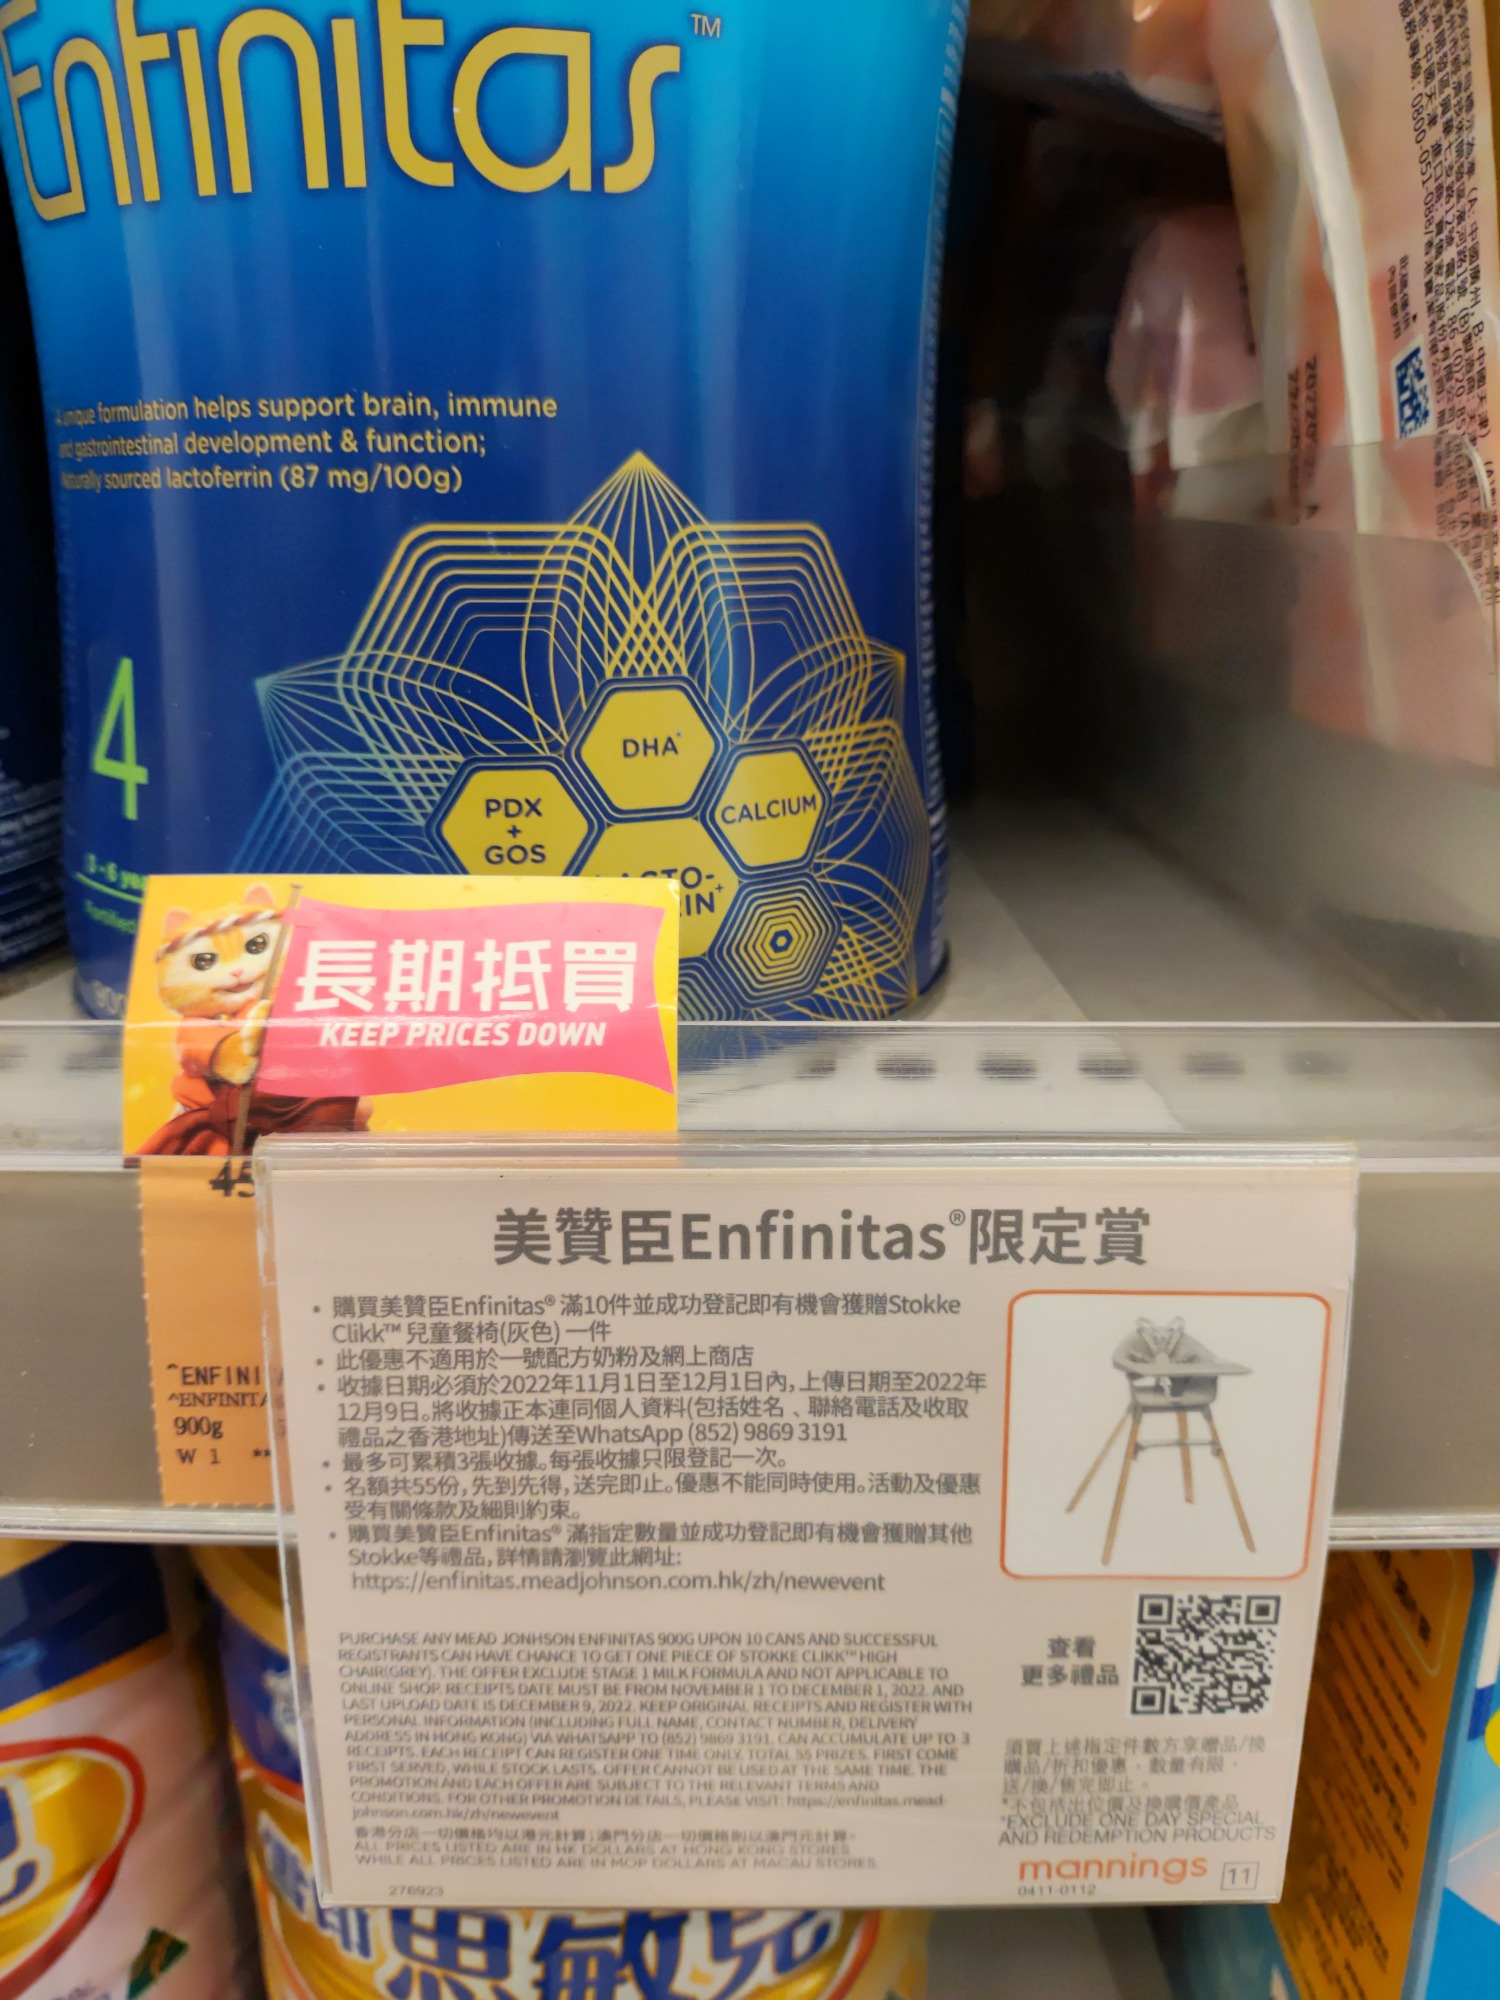 Enfinitas™
A unique formulation helps support brain, immune
and gastrointestinal development & function;
Naturally sourced lactoferrin (87 mg/100g)
4
DHA
PDX
+
GOS
CALCIUM
長期抵買
KEEP PRICES DOWN
45
^ENFINI
^ENFINITA
900g
W 1 **
美贊臣Enfinitas®限定賞
• 購買美贊臣Enfinitas® 滿10件並成功登記即有機會獲贈Stokke
Clikk™ 兒童餐椅(灰色) 一件
• 此優惠不適用於一號配方奶粉及網上商店
• 收據日期必須於2022年11月1日至12月1日內，上傳日期至2022年
12月9日。將收據正本連同個人資料(包括姓名、聯絡電話及收取
禮品之香港地址)傳送至WhatsApp (852) 9869 3191
• 最多可累積3張收據。每張收據只限登記一次。
• 名額共55份，先到先得，送完即止。優惠不能同時使用。活動及優惠
受有關條款及細則約束。
• 購買美贊臣Enfinitas® 滿指定數量並成功登記即有機會獲贈其他
Stokke等禮品，詳情請瀏覽此網址:
https://enfinitas.meadjohnson.com.hk/zh/newevent
PURCHASE ANY MEAD JONHSON ENFINITAS 900G UPON 10 CANS AND SUCCESSFUL
REGISTRANTS CAN HAVE CHANCE TO GET ONE PIECE OF STOKKE CLIKK™ HIGH
CHAIR(GREY). THE OFFER EXCLUDE STAGE 1 MILK FORMULA AND NOT APPLICABLE TO
ONLINE SHOP. RECEIPTS DATE MUST BE FROM NOVEMBER 1 TO DECEMBER 1, 2022. AND
LAST UPLOAD DATE IS DECEMBER 9, 2022. KEEP ORIGINAL RECEIPTS AND REGISTER WITH
PERSONAL INFORMATION (INCLUDING FULL NAME, CONTACT NUMBER, DELIVERY
ADDRESS IN HONG KONG) VIA WHATSAPP TO (852) 9869 3191. CAN ACCUMULATE UP TO 3
RECEIPTS. EACH RECEIPT CAN REGISTER ONE TIME ONLY. TOTAL 55 PRIZES. FIRST COME
FIRST SERVED, WHILE STOCK LASTS. OFFER CANNOT BE USED AT THE SAME TIME. THE
PROMOTION AND EACH OFFER ARE SUBJECT TO THE RELEVANT TERMS AND
CONDITIONS. FOR OTHER PROMOTION DETAILS, PLEASE VISIT: https://enfinitas.mead
johnson.com.hk/zh/newevent
香港分店一切價格均以港元計算；澳門分店一切價格則以澳門元計算。
ALL PRICES LISTED ARE IN HK DOLLARS AT HONG KONG STORES
WHILE ALL PRICES LISTED ARE IN MOP DOLLARS AT MACAU STORES.
276923
查看
更多禮品
須買上述指定件數方享贈品/換
購品/折扣優惠，數量有限，
送/換/售完即止。
*不包括出位價及換購價產品
*EXCLUDE ONE DAY SPECIAL
AND REDEMPTION PRODUCTS
mannings 11
0411-0112
思敏兒